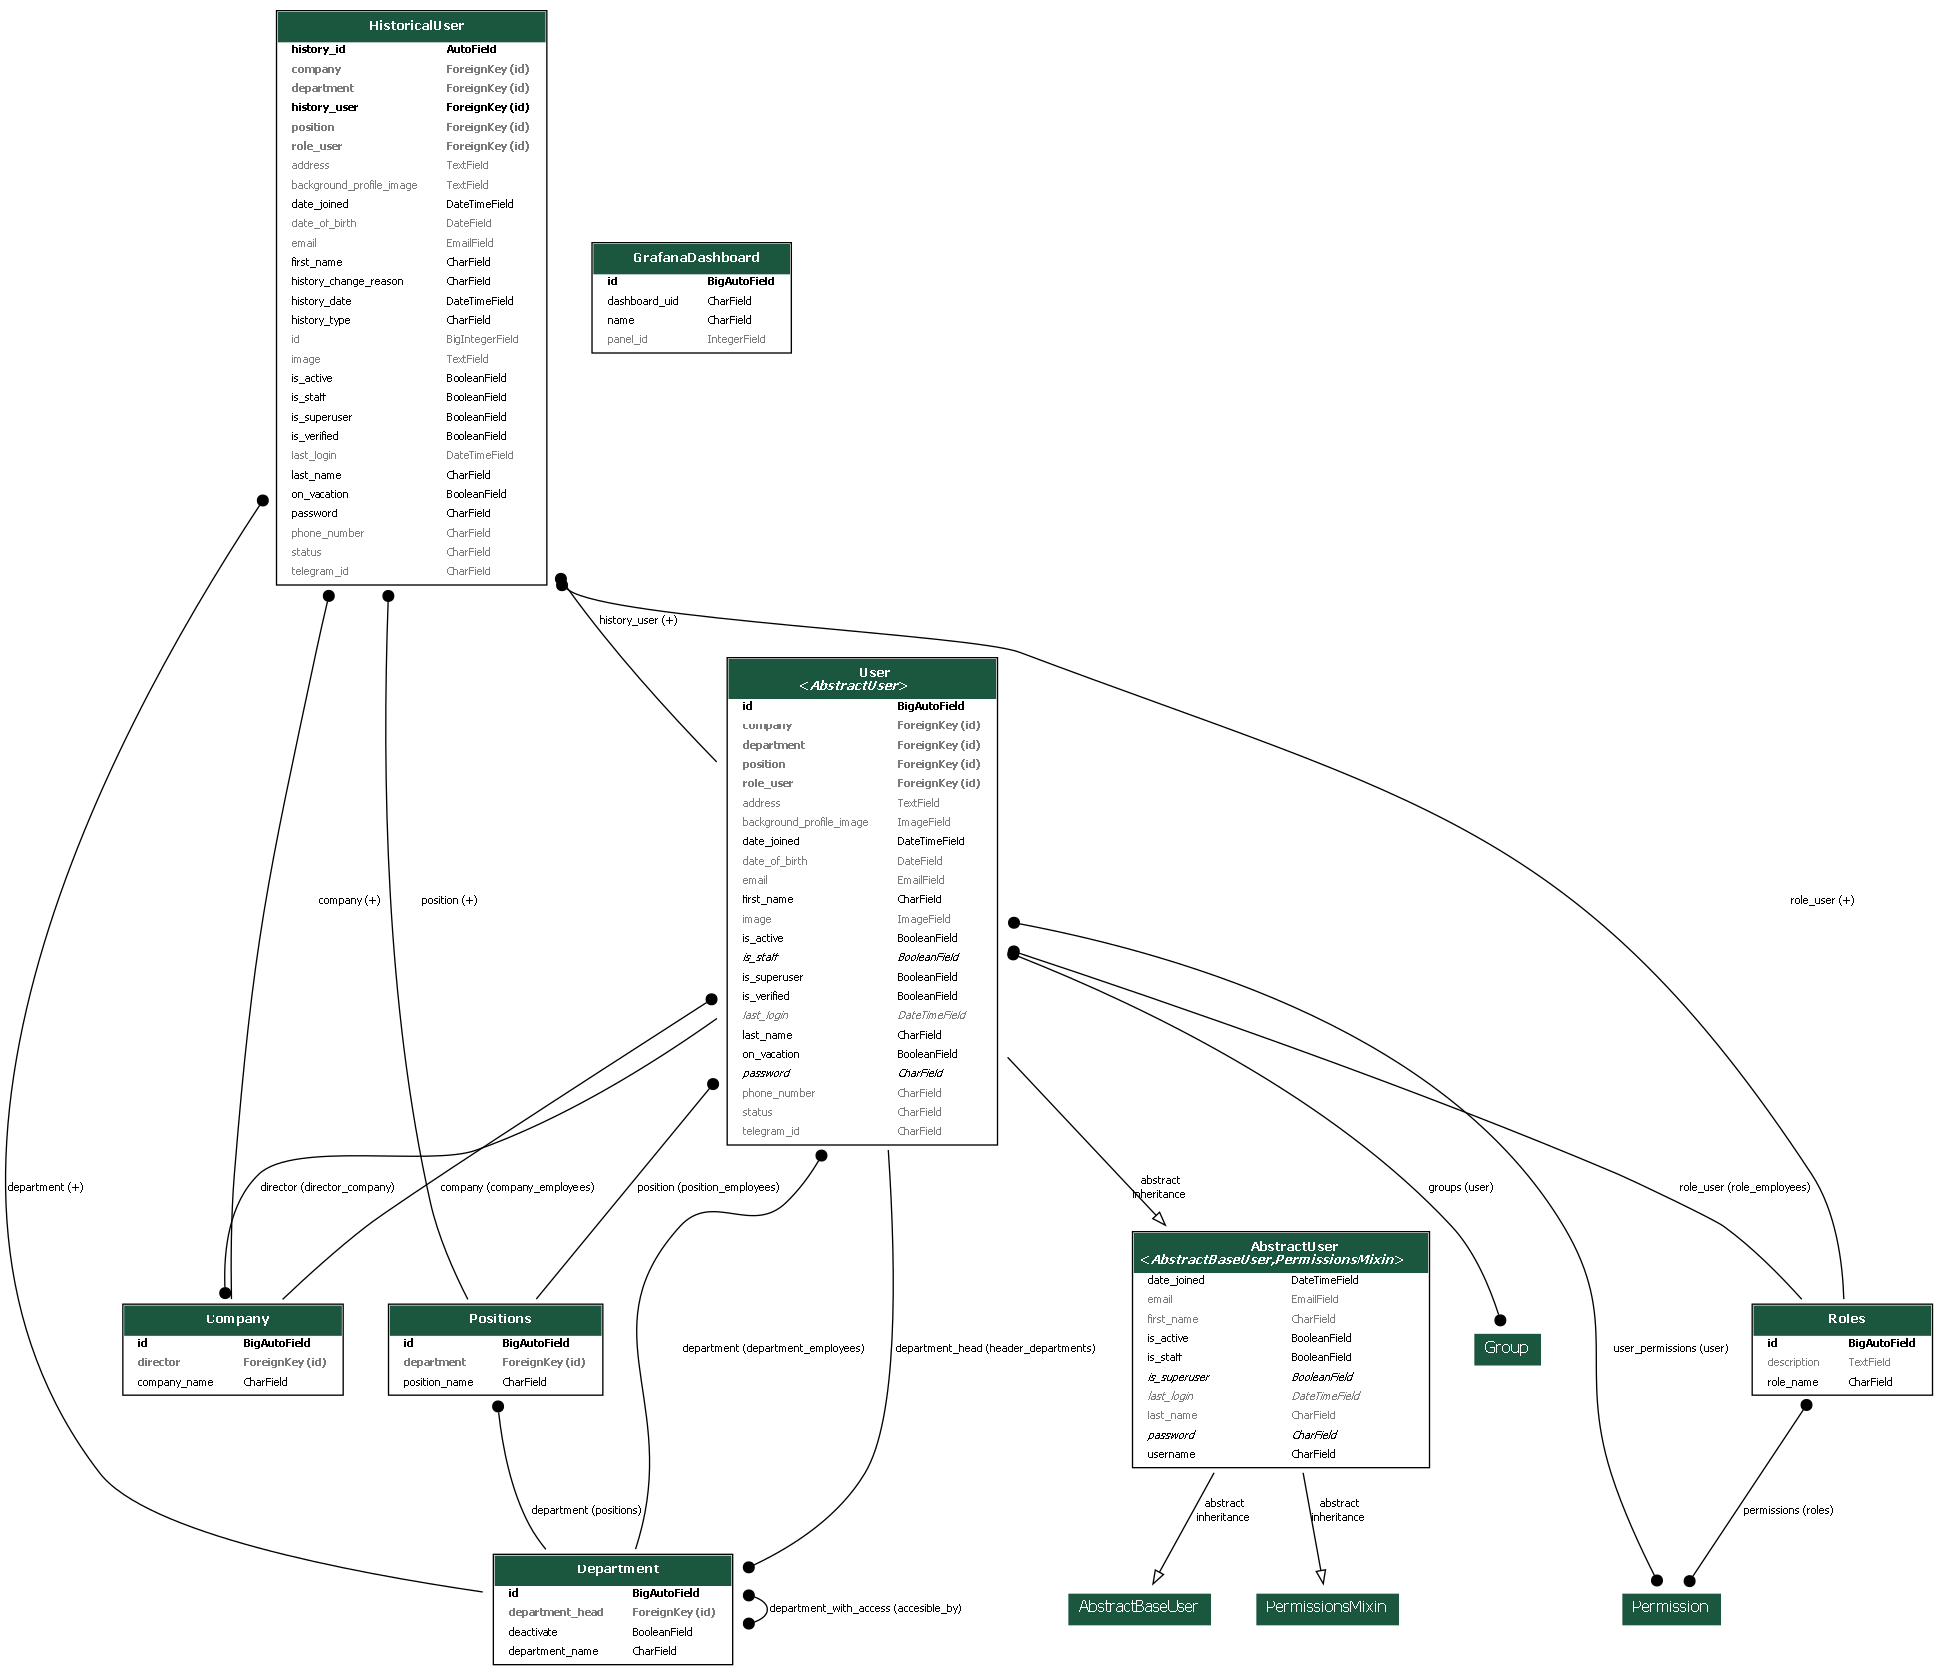 HistoricalUser
history_id AutoField
company ForeignKey (id)
department ForeignKey (id)
history_user ForeignKey (id)
position ForeignKey (id)
role_user ForeignKey (id)
address TextField
background_profile_image TextField
date_joined DateTimeField
date_of_birth DateField
email EmailField
first_name CharField
history_change_reason CharField
history_date DateTimeField
history_type CharField
id BigIntegerField
image TextField
is_active BooleanField
is_staff BooleanField
is_superuser BooleanField
is_verified BooleanField
last_login DateTimeField
last_name CharField
on_vacation BooleanField
password CharField
phone_number CharField
status CharField
telegram_id CharField
GrafanaDashboard
id BigAutoField
dashboard_uid CharField
name CharField
panel_id IntegerField
history_user (+)
User
<AbstractUser>
id BigAutoField
company ForeignKey (id)
department ForeignKey (id)
position ForeignKey (id)
role_user ForeignKey (id)
address TextField
background_profile_image ImageField
date_joined DateTimeField
date_of_birth DateField
email EmailField
first_name CharField
image ImageField
is_active BooleanField
is_staff BooleanField
is_superuser BooleanField
is_verified BooleanField
last_login DateTimeField
last_name CharField
on_vacation BooleanField
password CharField
phone_number CharField
status CharField
telegram_id CharField
company (+)
position (+)
role_user (+)
department (+)
director (director_company)
company (company_employees)
position (position_employees)
abstract
inheritance
groups (user)
role_user (role_employees)
AbstractUser
<AbstractBaseUser,PermissionsMixin>
date_joined DateTimeField
email EmailField
first_name CharField
is_active BooleanField
is_staff BooleanField
is_superuser BooleanField
last_login DateTimeField
last_name CharField
password CharField
username CharField
Company
id BigAutoField
director ForeignKey (id)
company_name CharField
Positions
id BigAutoField
department ForeignKey (id)
position_name CharField
department (department_employees)
department_head (header_departments)
Group
user_permissions (user)
Roles
id BigAutoField
description TextField
role_name CharField
department (positions)
abstract
inheritance
abstract
inheritance
permissions (roles)
Department
id BigAutoField
department_head ForeignKey (id)
deactivate BooleanField
department_name CharField
department_with_access (accesible_by)
AbstractBaseUser
PermissionsMixin
Permission